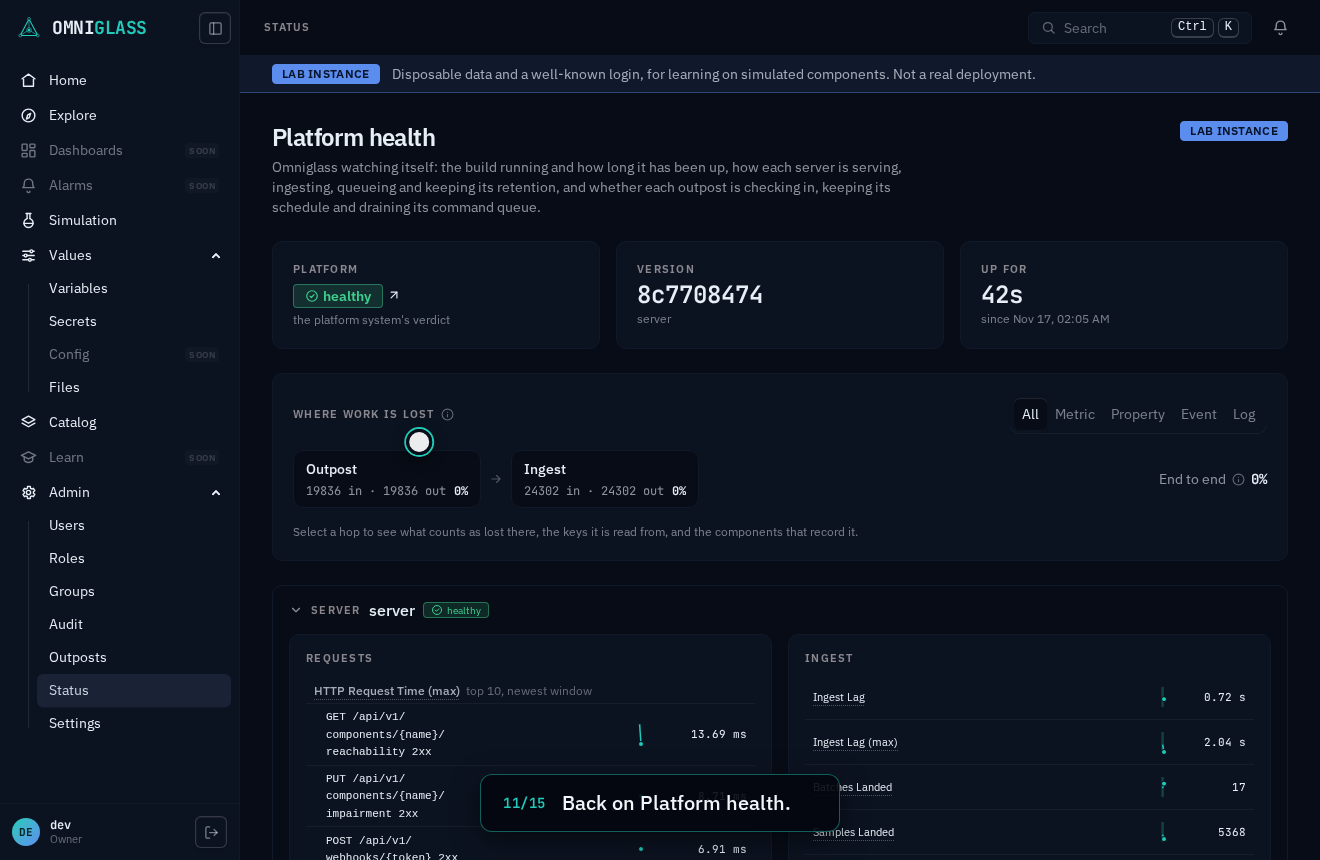 OMNIGLASS
STATUS
Search
Ctrl K
LAB INSTANCE Disposable data and a well-known login, for learning on simulated components. Not a real deployment.
Home
Explore
Dashboards SOON
Alarms SOON
Simulation
Values
Variables
Secrets
Config SOON
Files
Catalog
Learn SOON
Admin
Users
Roles
Groups
Audit
Outposts
Status
Settings
DE
dev
Owner
Platform health
LAB INSTANCE
Omniglass watching itself: the build running and how long it has been up, how each server is serving,
ingesting, queueing and keeping its retention, and whether each outpost is checking in, keeping its
schedule and draining its command queue.
PLATFORM
healthy
the platform system's verdict
VERSION
8c7708474
server
UP FOR
42s
since Nov 17, 02:05 AM
WHERE WORK IS LOST
All Metric Property Event Log
Outpost
19836 in · 19836 out 0%
Ingest
24302 in · 24302 out 0%
End to end 0%
Select a hop to see what counts as lost there, the keys it is read from, and the components that record it.
SERVER server healthy
REQUESTS
HTTP Request Time (max) top 10, newest window
GET /api/v1/
components/{name}/
reachability 2xx
13.69 ms
PUT /api/v1/
components/{name}/
impairment 2xx
POST /api/v1/
webhooks/{token} 2xx
6.91 ms
INGEST
Ingest Lag 0.72 s
Ingest Lag (max) 2.04 s
Batches Landed 17
Samples Landed 5368
11/15 Back on Platform health.